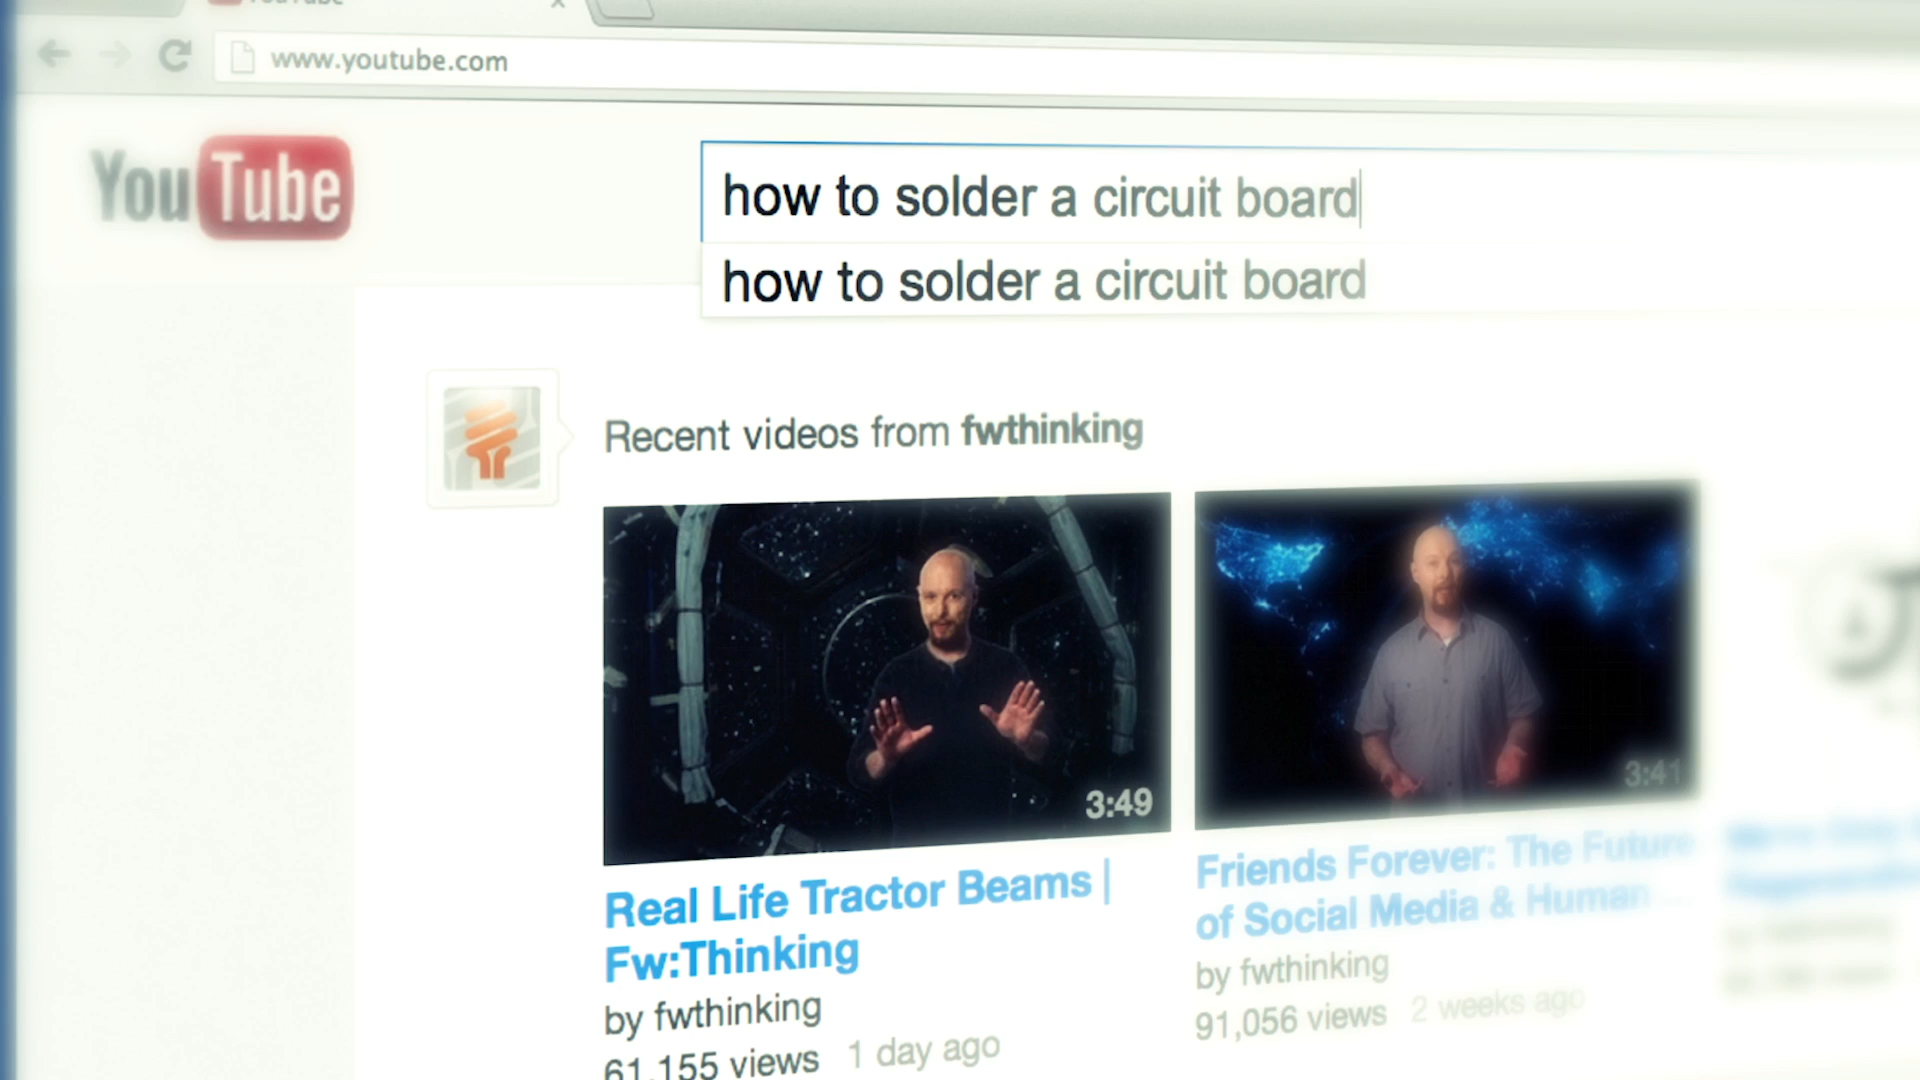 YouTube
www.youtube.com
YouTube
how to solder a circuit board
how to solder a circuit board
Recent videos from fwthinking
3:49
3:41
Real Life Tractor Beams |
Fw:Thinking
by fwthinking
61,155 views 1 day ago
Friends Forever: The Future
of Social Media & Human
by fwthinking
91,056 views 2 weeks ago